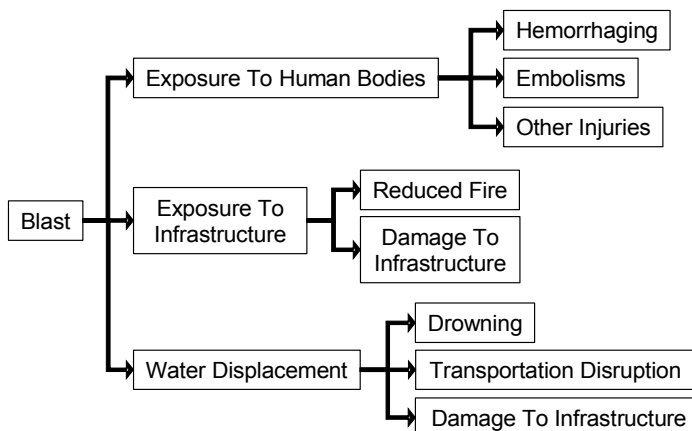 Hemorrhaging
Exposure To Human Bodies
Embolisms
Other Injuries
Blast
Exposure To
Infrastructure
Reduced Fire
Damage To
Infrastructure
Drowning
Water Displacement
Transportation Disruption
Damage To Infrastructure